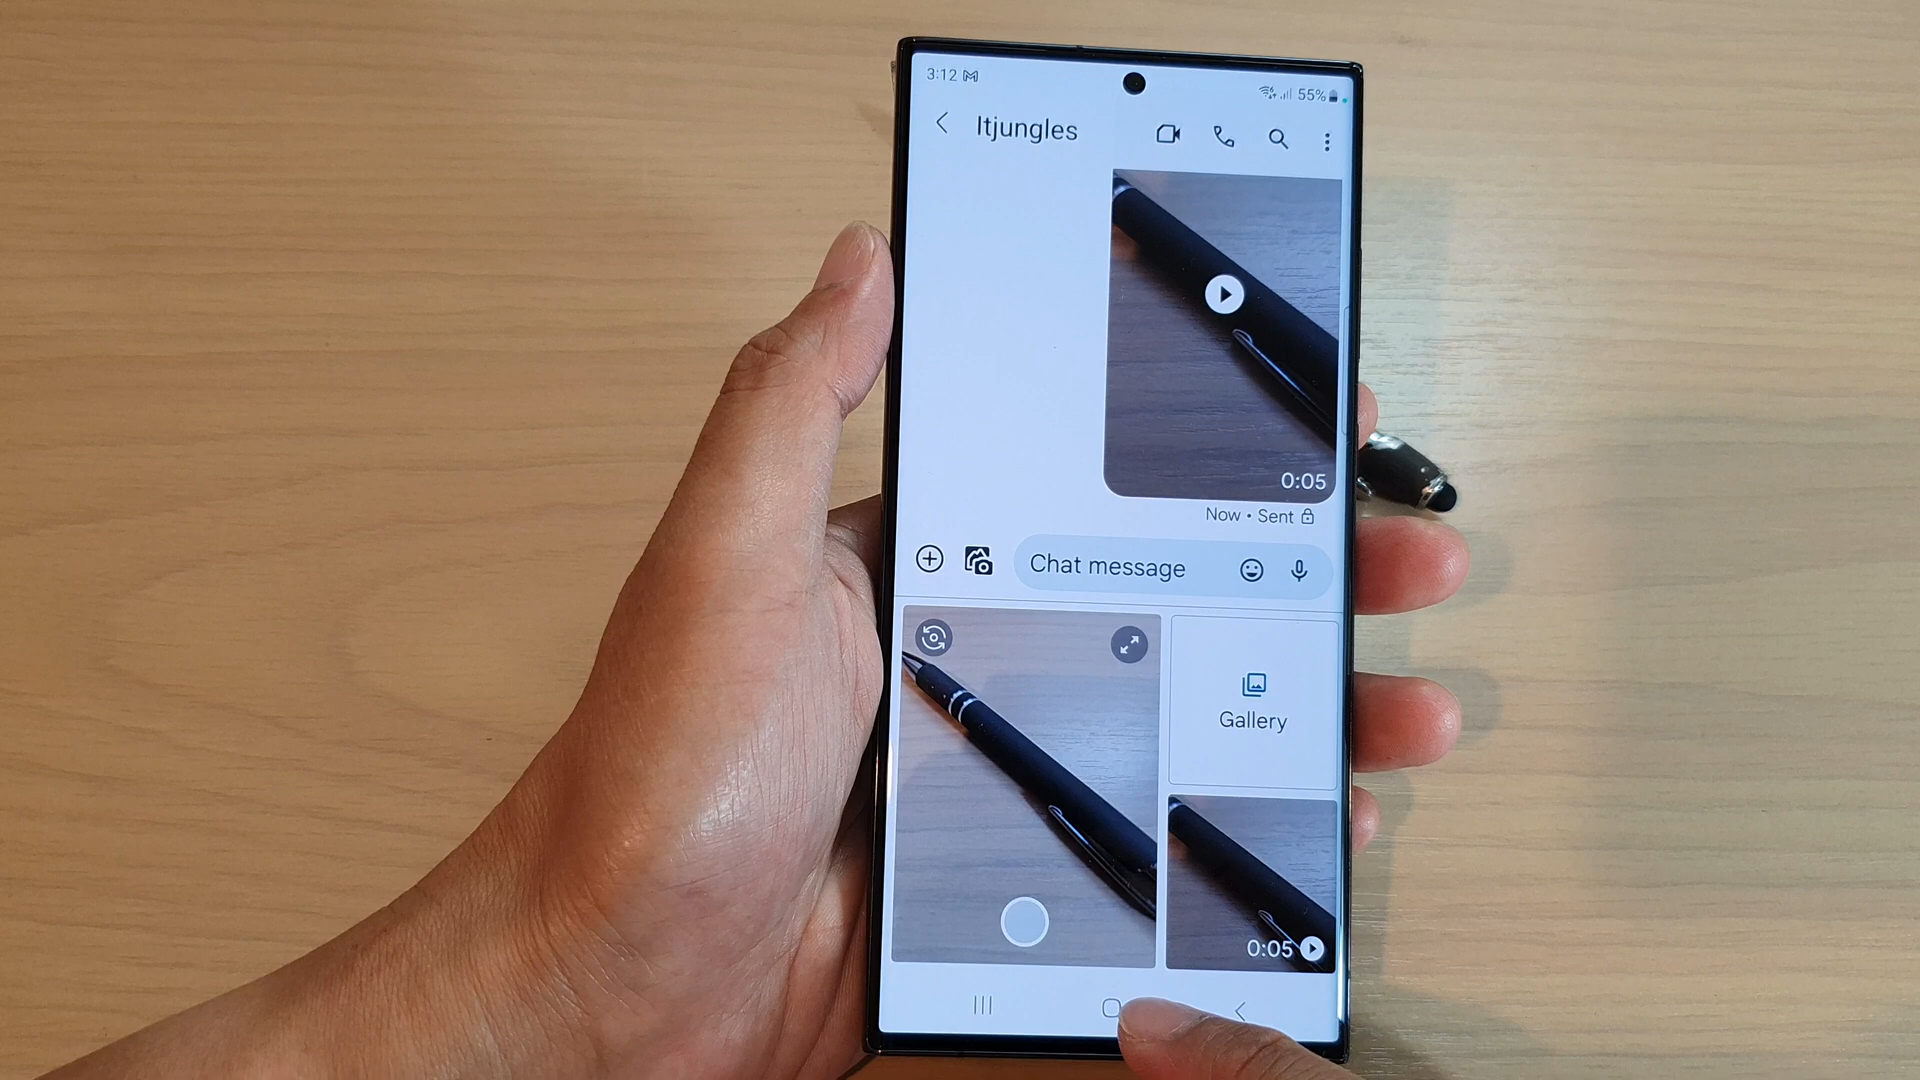 3:12
55%
Itjungles
0:05
Now • Sent
Chat message
Gallery
0:05